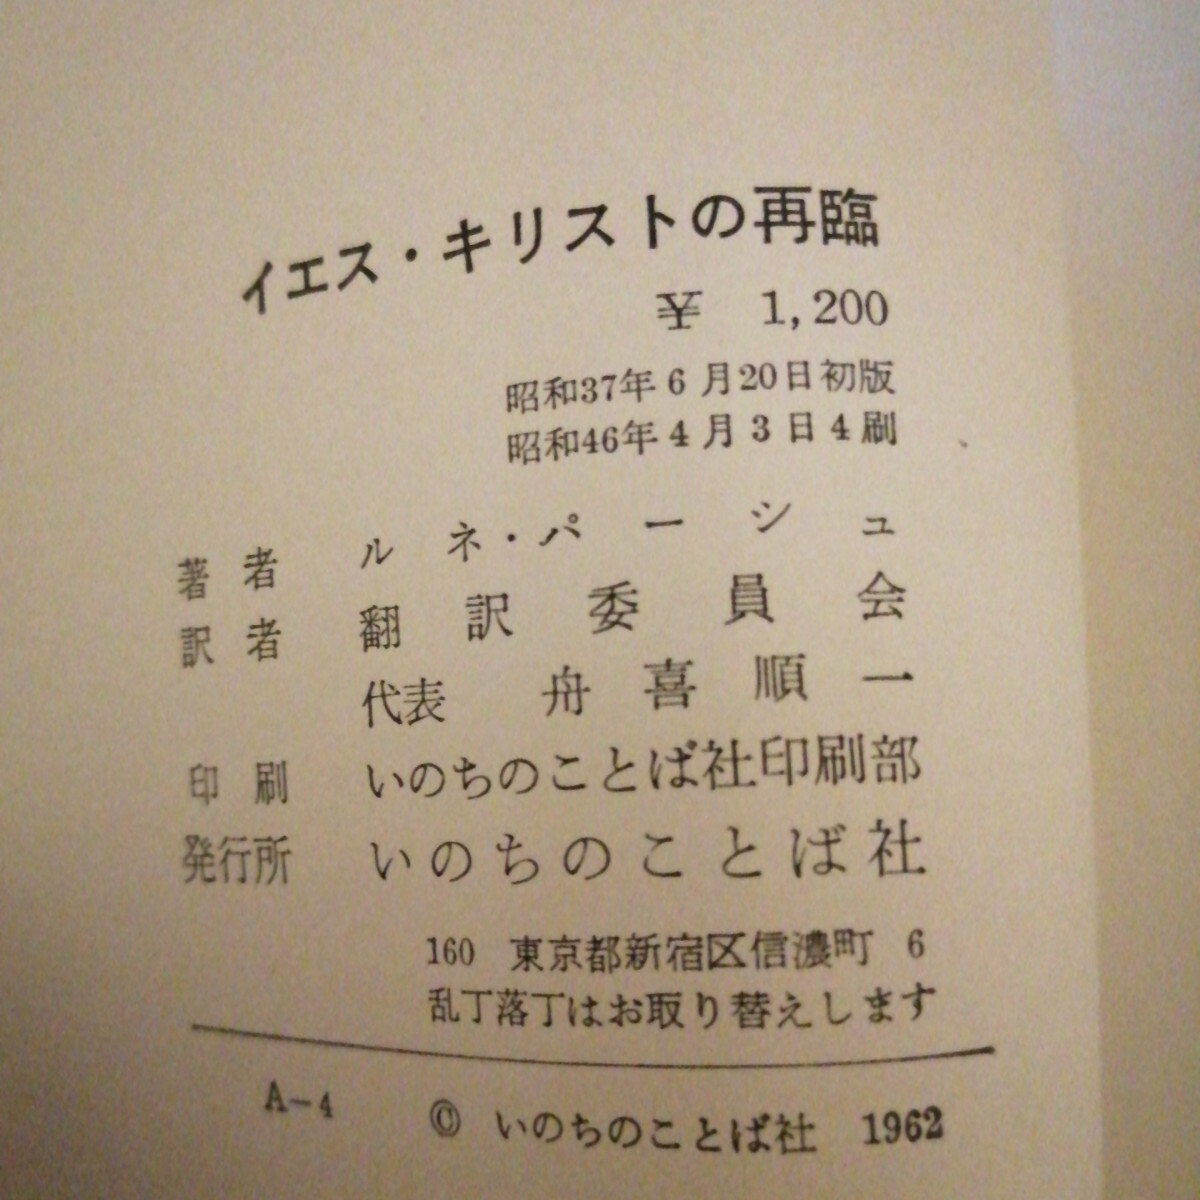 イエス・キリストの再臨
¥ 1,200
昭和37年6月20日初版
昭和46年4月3日4刷
著者 ルネ・パーシュ
訳者 翻訳委員会
代表 舟喜順一
印刷 いのちのことば社印刷部
発行所 いのちのことば社
160 東京都新宿区信濃町 6
乱丁落丁はお取り替えします
A-4 © いのちのことば社 1962